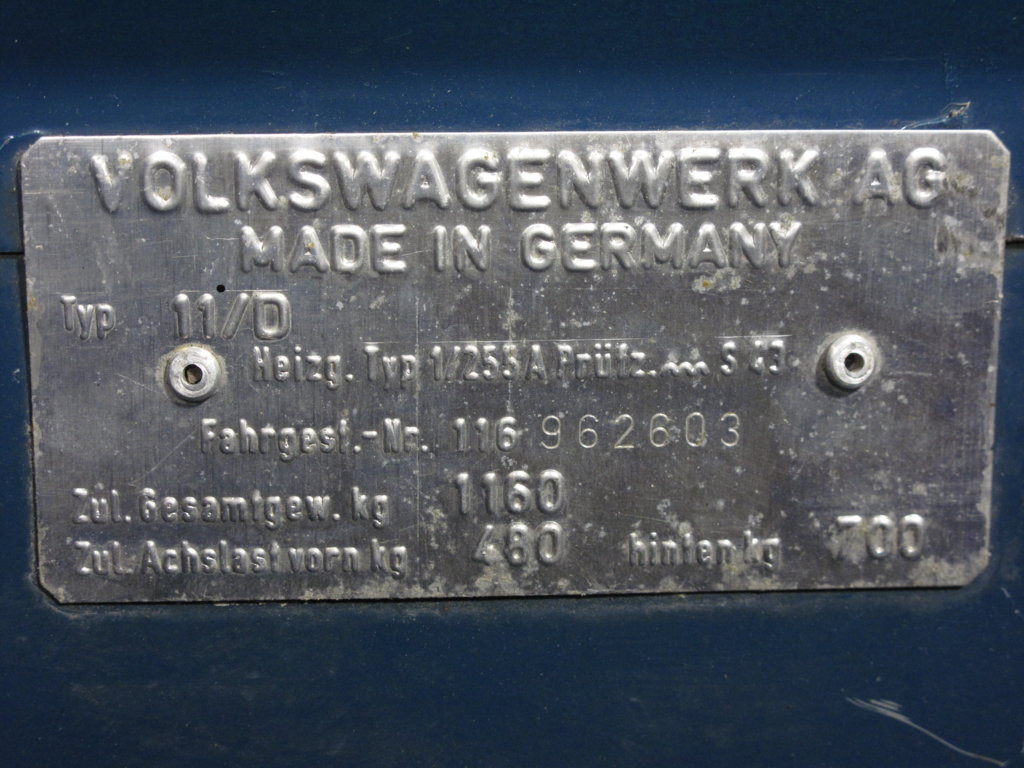 VOLKSWAGENWERK AG
MADE IN GERMANY
Typ 11/D
Heizg. Typ Prüfz. S
Fahrgest.-Nr. 116 962603
Zul. Gesamtgew. kg 1160
Zul. Achslast vorn kg 480 hinten kg 700